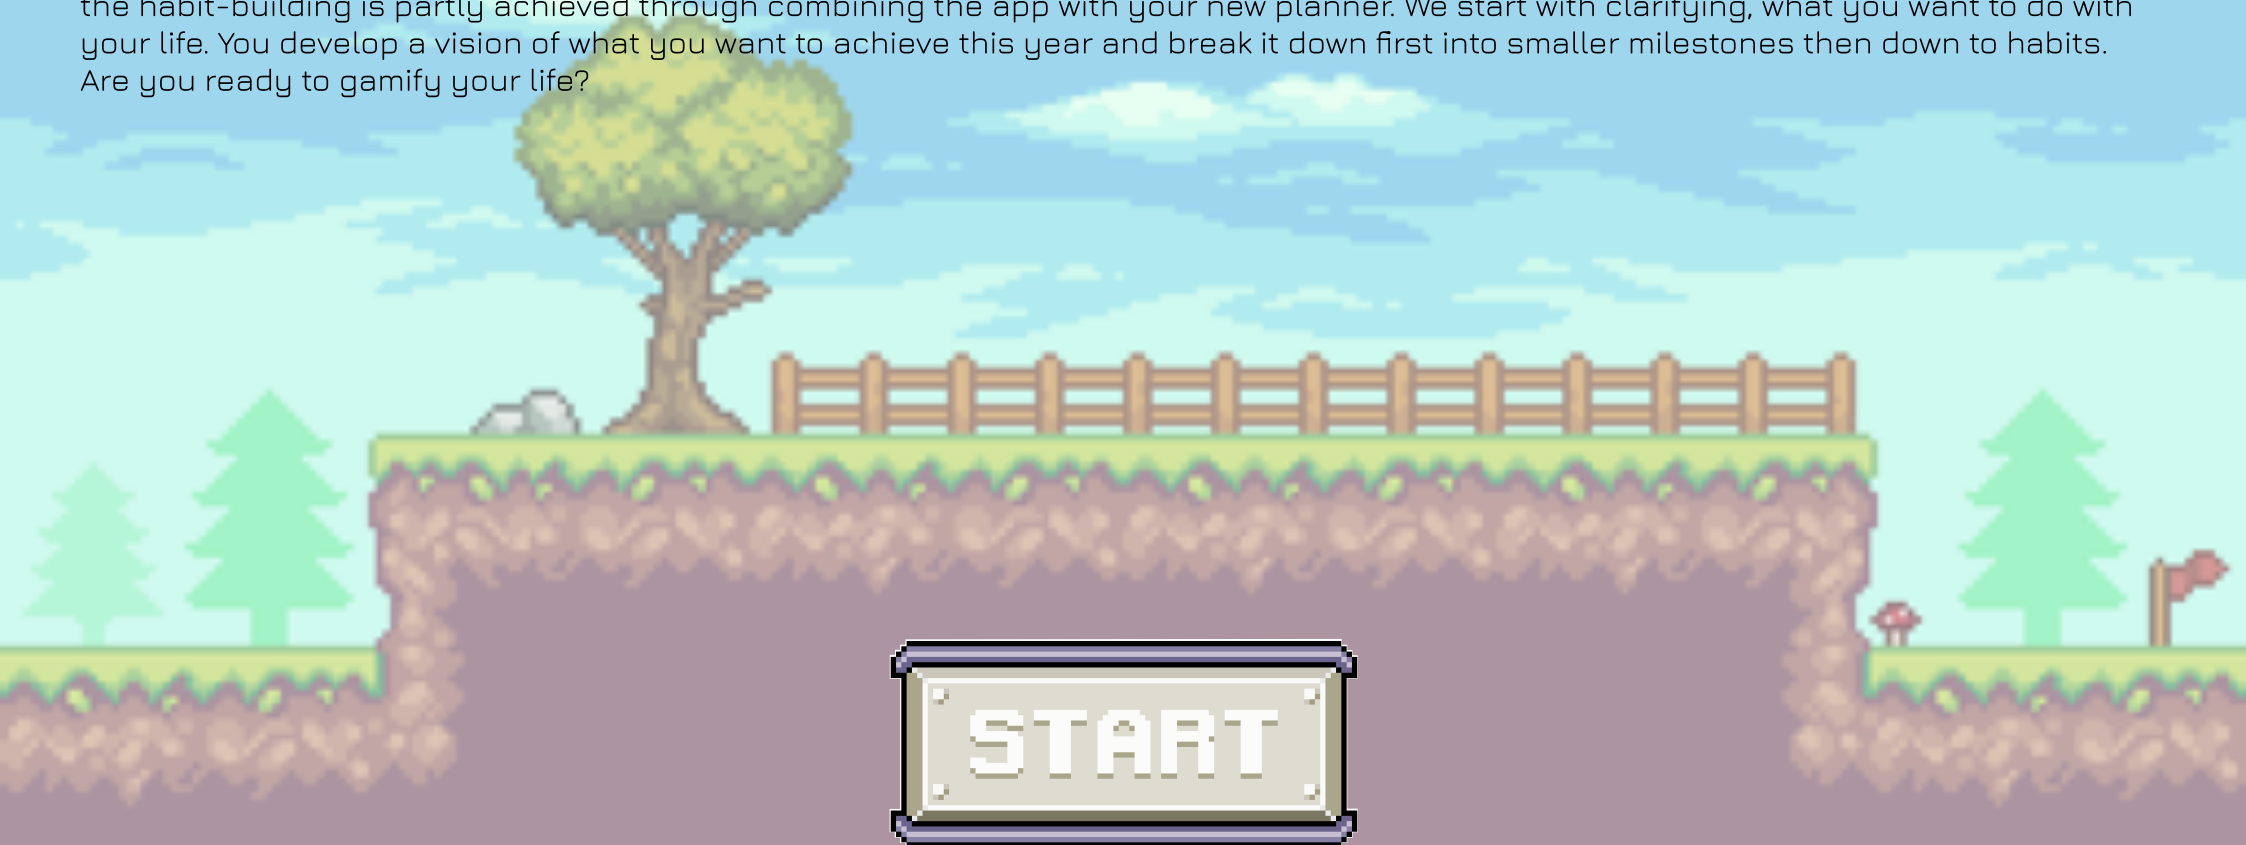 the habit-building is partly achieved through combining the app with your new planner. We start with clarifying, what you want to do with
your life. You develop a vision of what you want to achieve this year and break it down first into smaller milestones then down to habits.
Are you ready to gamify your life?
START